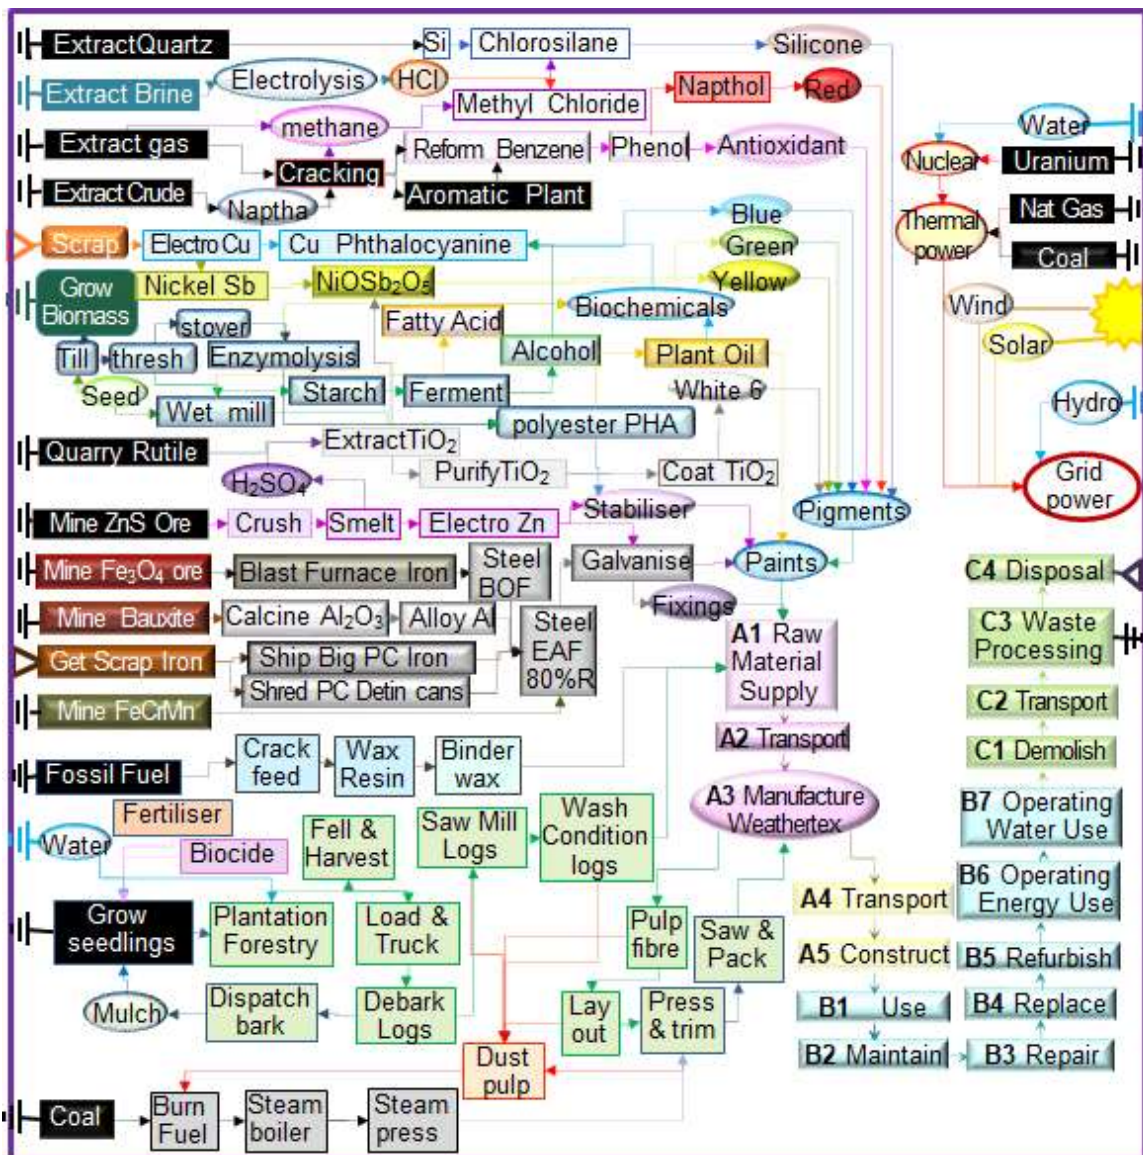 ExtractQuartz
Si
Chlorosilane
Silicone
Extract Brine
Electrolysis
HCl
Methyl Chloride
Napthol
Red
methane
Extract gas
Cracking
Reform Benzene
Phenol
Antioxidant
Extract Crude
Naptha
Aromatic Plant
Water
Nuclear
Uranium
Thermal
power
Nat Gas
Coal
Scrap
Electro Cu
Cu Phthalocyanine
Blue
Green
Yellow
Grow
Biomass
Nickel Sb
NiOSb₂O₅
Biochemicals
Wind
Solar
stover
Fatty Acid
Till
thresh
Enzymolysis
Alcohol
Plant Oil
Seed
Starch
Ferment
White 6
Wet mill
polyester PHA
Hydro
Quarry Rutile
ExtractTiO₂
PurifyTiO₂
Coat TiO₂
Grid
power
H₂SO₄
Stabiliser
Pigments
Mine ZnS Ore
Crush
Smelt
Electro Zn
Galvanise
Paints
Mine Fe₃O₄ ore
Blast Furnace Iron
Steel
BOF
Fixings
Mine Bauxite
Calcine Al₂O₃
Alloy Al
Steel
EAF
80%R
Get Scrap Iron
Ship Big PC Iron
Shred PC Detin cans
Mine FeCrMn
A1 Raw
Material
Supply
A2 Transport
A3 Manufacture
Weathertex
C4 Disposal
C3 Waste
Processing
C2 Transport
C1 Demolish
B7 Operating
Water Use
B6 Operating
Energy Use
B5 Refurbish
B4 Replace
B3 Repair
A4 Transport
A5 Construct
B1 Use
B2 Maintain
Fossil Fuel
Crack
feed
Wax
Resin
Binder
wax
Fertiliser
Water
Biocide
Fell &
Harvest
Saw Mill
Logs
Wash
Condition
logs
Grow
seedlings
Plantation
Forestry
Load &
Truck
Pulp
fibre
Saw &
Pack
Mulch
Dispatch
bark
Debark
Logs
Lay
out
Press
& trim
Dust
pulp
Coal
Burn
Fuel
Steam
boiler
Steam
press